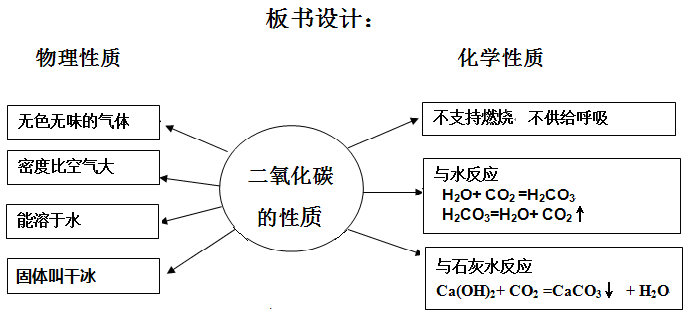 板书设计：
物理性质
化学性质
无色无味的气体
密度比空气大
能溶于水
固体叫干冰
二氧化碳
的性质
不支持燃烧 不供给呼吸
与水反应
H₂O+ CO₂ =H₂CO₃
H₂CO₃=H₂O+ CO₂↑
与石灰水反应
Ca(OH)₂+ CO₂ =CaCO₃↓ + H₂O